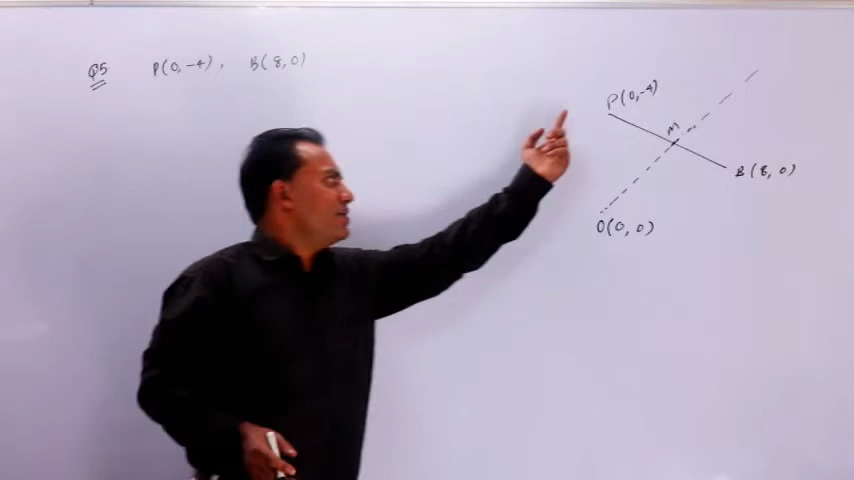 Q5 P(0,-4), B(8,0)
P(0,-4)
M
B(8,0)
O(0,0)